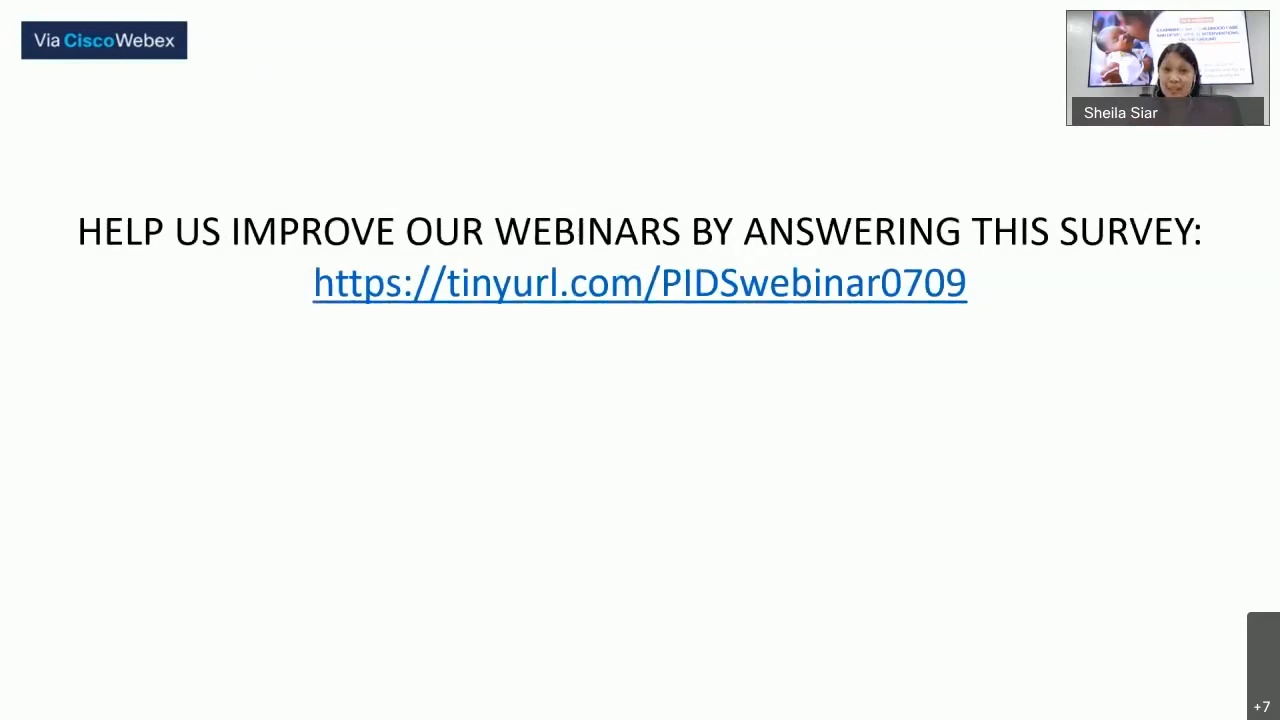 Via CiscoWebex
Sheila Siar
HELP US IMPROVE OUR WEBINARS BY ANSWERING THIS SURVEY:
https://tinyurl.com/PIDSwebinar0709
+7